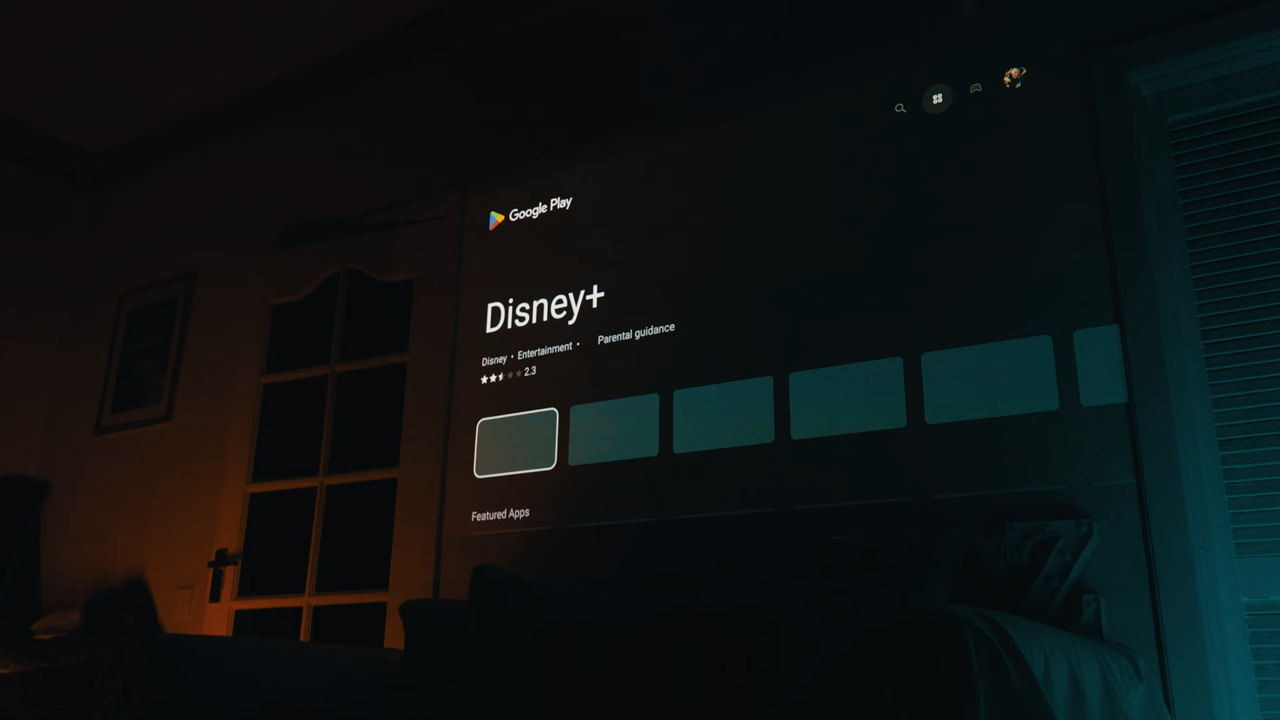 Google Play
Disney+
Disney • Entertainment • Parental guidance
2.3
Featured Apps